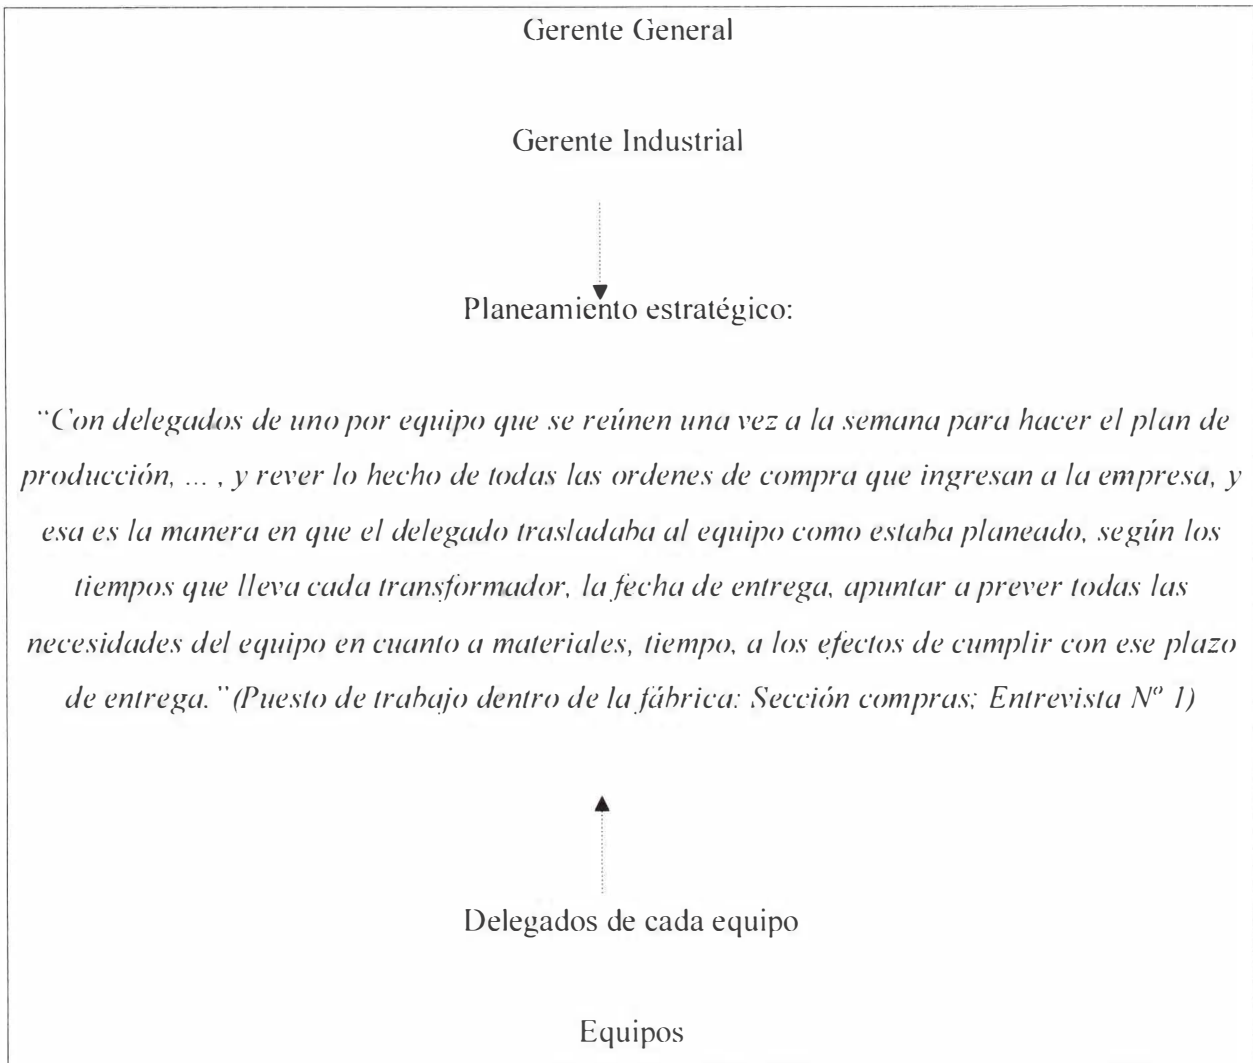 Gerente General
Gerente Industrial
Planeamiento estratégico:
“Con delegados de uno por equipo que se reúnen una vez a la semana para hacer el plan de
producción, ... , y rever lo hecho de todas las ordenes de compra que ingresan a la empresa, y
esa es la manera en que el delegado trasladaba al equipo como estaba planeado, según los
tiempos que lleva cada transformador, la fecha de entrega, apuntar a prever todas las
necesidades del equipo en cuanto a materiales, tiempo, a los efectos de cumplir con ese plazo
de entrega.”(Puesto de trabajo dentro de la fábrica: Sección compras; Entrevista Nº 1)
Delegados de cada equipo
Equipos